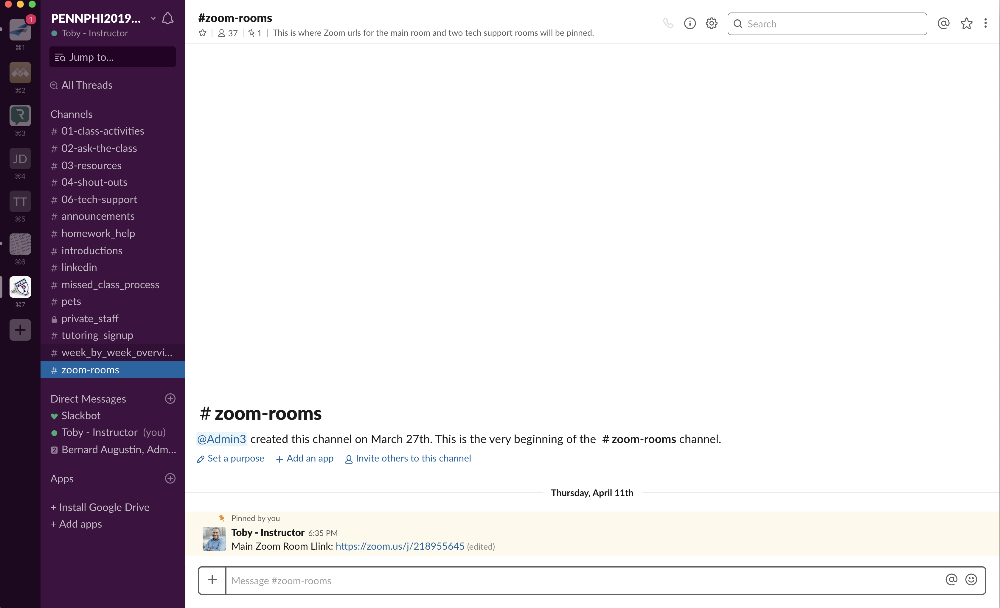 1
⌘1
⌘2
⌘3
JD
⌘4
TT
⌘5
⌘6
⌘7
PENNPHI2019...
Toby - Instructor
Jump to...
All Threads
Channels
# 01-class-activities
# 02-ask-the-class
# 03-resources
# 04-shout-outs
# 06-tech-support
# announcements
# homework_help
# introductions
# linkedin
# missed_class_process
# pets
private_staff
# tutoring_signup
# week_by_week_overvi...
# zoom-rooms
Direct Messages
Slackbot
Toby - Instructor (you)
2 Bernard Augustin, Adm...
Apps
+ Install Google Drive
+ Add apps
#zoom-rooms
37 | 1 | This is where Zoom urls for the main room and two tech support rooms will be pinned.
Search
# zoom-rooms
@Admin3 created this channel on March 27th. This is the very beginning of the # zoom-rooms channel.
Set a purpose + Add an app Invite others to this channel
Thursday, April 11th
Pinned by you
Toby - Instructor 6:35 PM
Main Zoom Room Llink: https://zoom.us/j/218955645 (edited)
Message #zoom-rooms